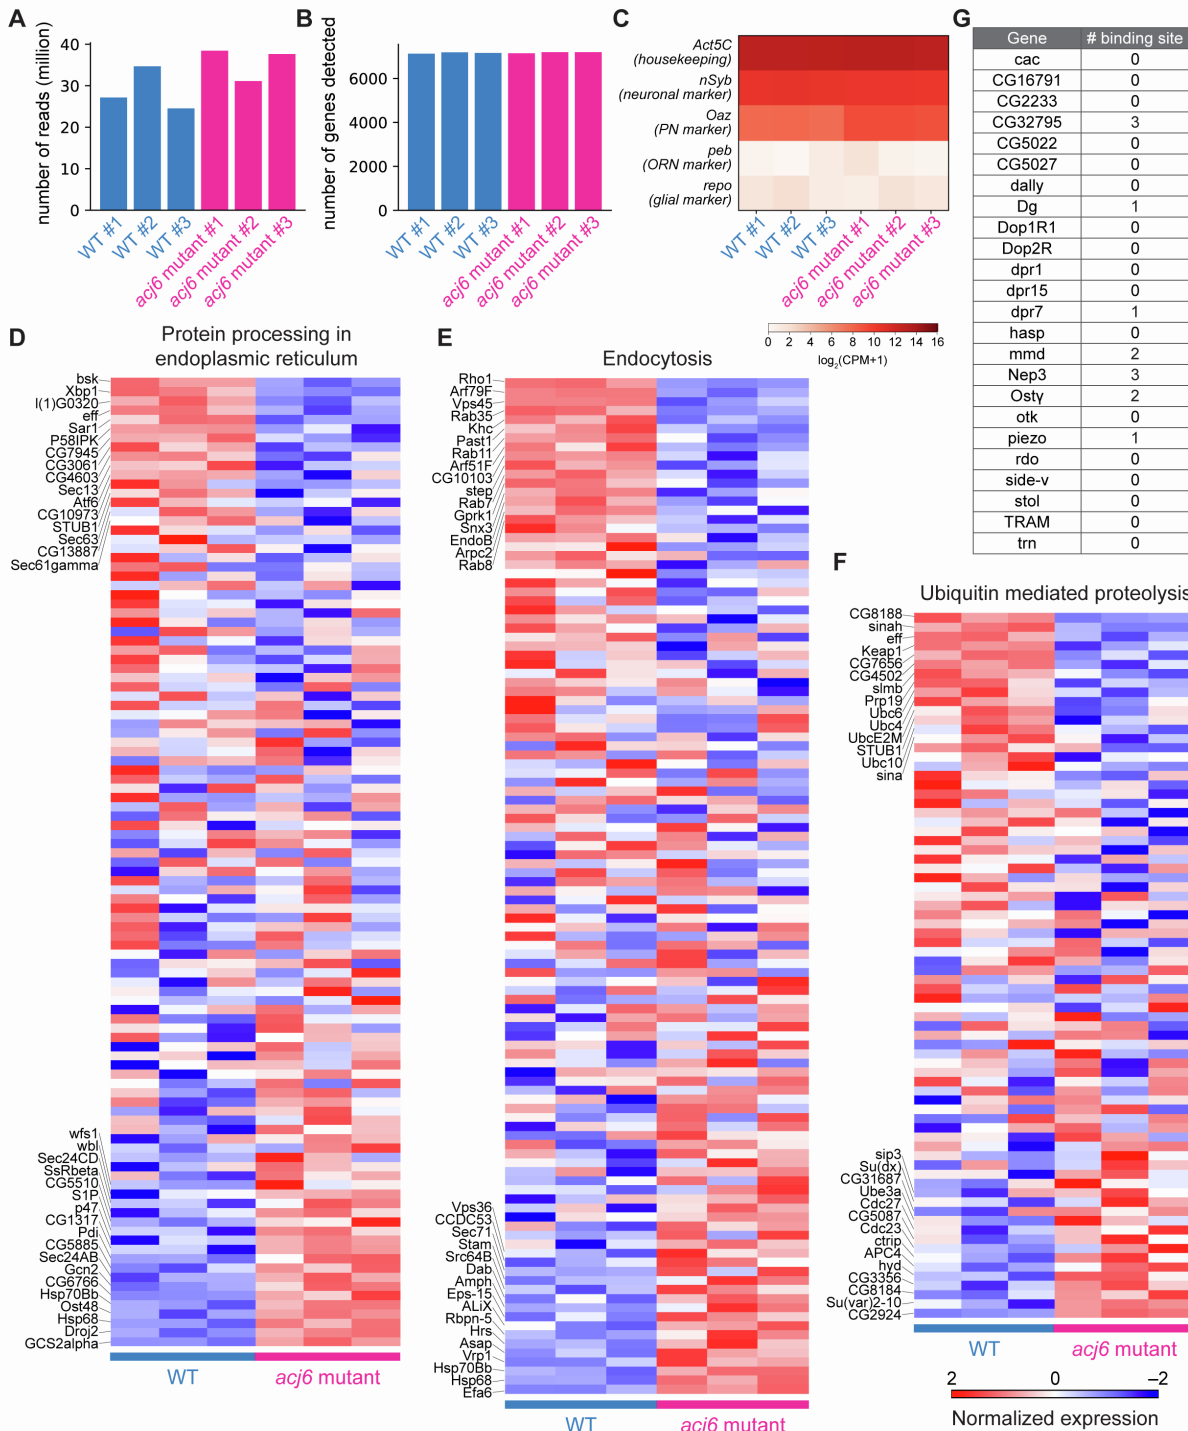 A
number of reads (million)
40
30
20
10
0
WT #1
WT #2
WT #3
acj6 mutant #1
acj6 mutant #2
acj6 mutant #3
B
number of genes detected
6000
4000
2000
0
WT #1
WT #2
WT #3
acj6 mutant #1
acj6 mutant #2
acj6 mutant #3
C
Act5C
(housekeeping)
nSyb
(neuronal marker)
Oaz
(PN marker)
peb
(ORN marker)
repo
(glial marker)
WT #1
WT #2
WT #3
acj6 mutant #1
acj6 mutant #2
acj6 mutant #3
0 2 4 6 8 10 12 14 16
log2(CPM+1)
G
Gene # binding site
cac 0
CG16791 0
CG2233 0
CG32795 3
CG5022 0
CG5027 0
dally 0
Dg 1
Dop1R1 0
Dop2R 0
dpr1 0
dpr15 0
dpr7 1
hasp 0
mmd 2
Nep3 3
Ostγ 2
otk 0
piezo 1
rdo 0
side-v 0
stol 0
TRAM 0
trn 0
D
Protein processing in
endoplasmic reticulum
bsk
Xbp1
l(1)G0320
eff
Sar1
P58IPK
CG7945
CG3061
CG4603
Sec13
Atf6
CG10973
STUB1
Sec63
CG13887
Sec61gamma
wfs1
wbl
Sec24CD
SsRbeta
CG5510
S1P
p47
CG1317
Pdi
CG5885
Sec24AB
Gcn2
CG6766
Hsp70Bb
Ost48
Hsp68
Droj2
GCS2alpha
WT
acj6 mutant
E
Endocytosis
Rho1
Arf79F
Vps45
Rab35
Khc
Past1
Rab11
Arf51F
CG10103
step
Rab7
Gprk1
Snx3
EndoB
Arpc2
Rab8
Vps36
CCDC53
Sec71
Stam
Src64B
Dab
Amph
Eps-15
ALiX
Rbpn-5
Hrs
Asap
Vrp1
Hsp70Bb
Hsp68
Efa6
WT
acj6 mutant
F
Ubiquitin mediated proteolysis
CG8188
sinah
eff
Keap1
CG7656
CG4502
slmb
Prp19
Ubc6
Ubc4
UbcE2M
STUB1
Ubc10
sina
sip3
Su(dx)
CG31687
Ube3a
Cdc27
CG5087
Cdc23
ctrip
APC4
hyd
CG3356
CG8184
Su(var)2-10
CG2924
WT
acj6 mutant
2 0 −2
Normalized expression